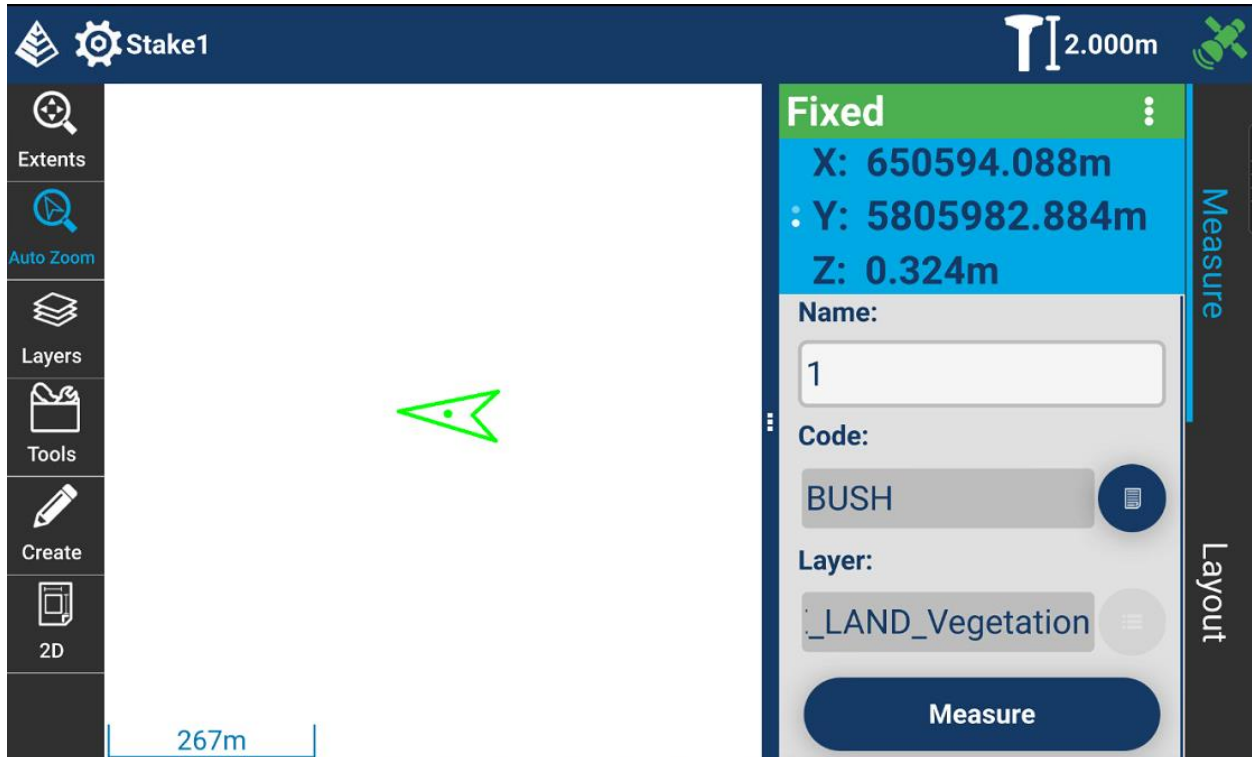 Stake1
2.000m
Extents
Auto Zoom
Layers
Tools
Create
2D
267m
Fixed
X: 650594.088m
Y: 5805982.884m
Z: 0.324m
Name:
1
Code:
BUSH
Layer:
_LAND_Vegetation
Measure
Measure
Layout